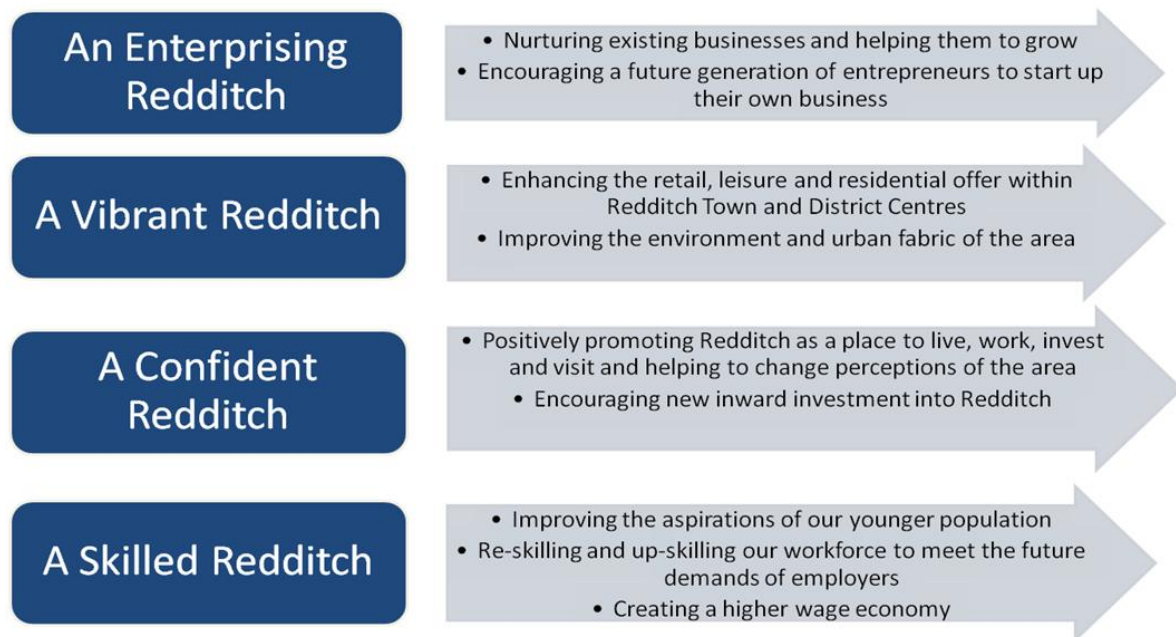 An Enterprising
Redditch
• Nurturing existing businesses and helping them to grow
• Encouraging a future generation of entrepreneurs to start up
their own business
A Vibrant Redditch
• Enhancing the retail, leisure and residential offer within
Redditch Town and District Centres
• Improving the environment and urban fabric of the area
A Confident
Redditch
• Positively promoting Redditch as a place to live, work, invest
and visit and helping to change perceptions of the area
• Encouraging new inward investment into Redditch
A Skilled Redditch
• Improving the aspirations of our younger population
• Re-skilling and up-skilling our workforce to meet the future
demands of employers
• Creating a higher wage economy